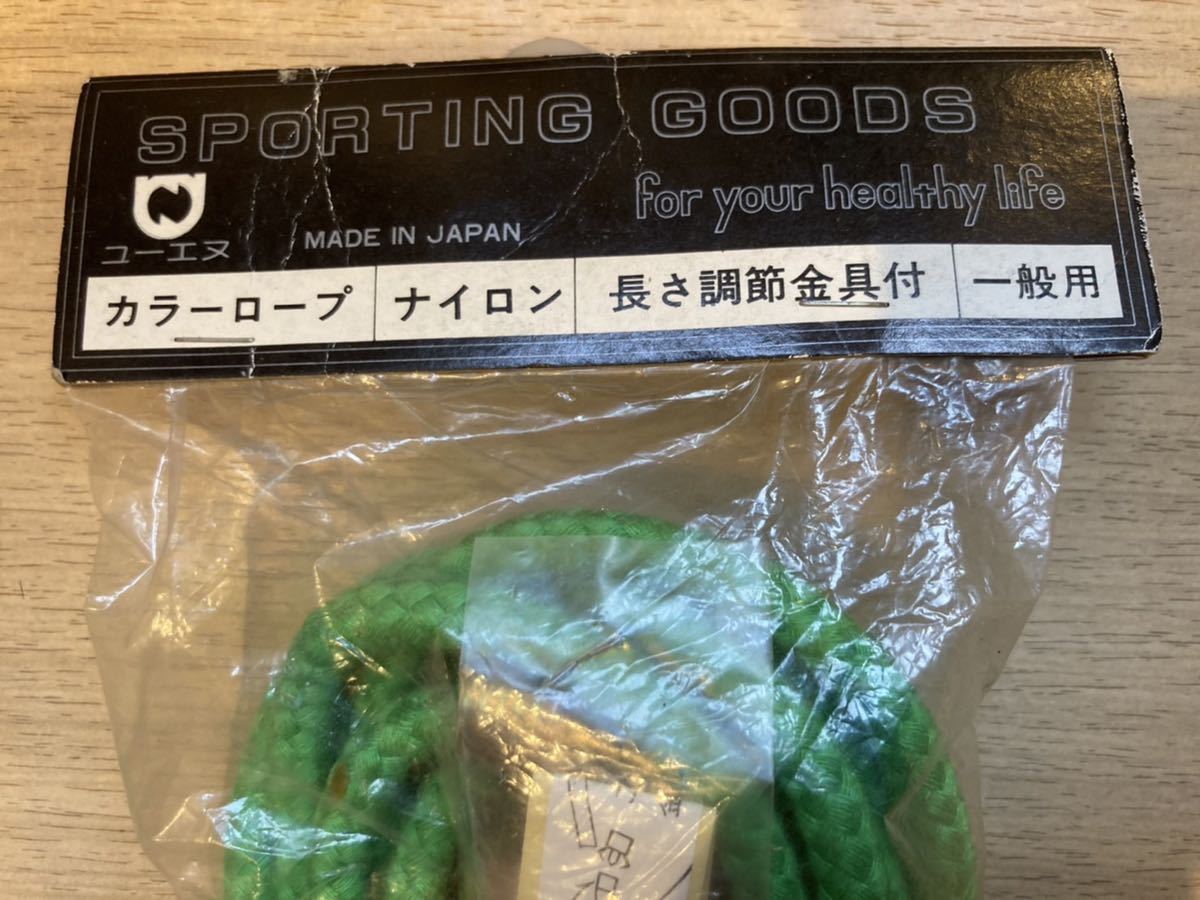 SPORTING GOODS
for your healthy life
ユーエヌ
MADE IN JAPAN
カラーロープ ナイロン 長さ調節金具付 一般用